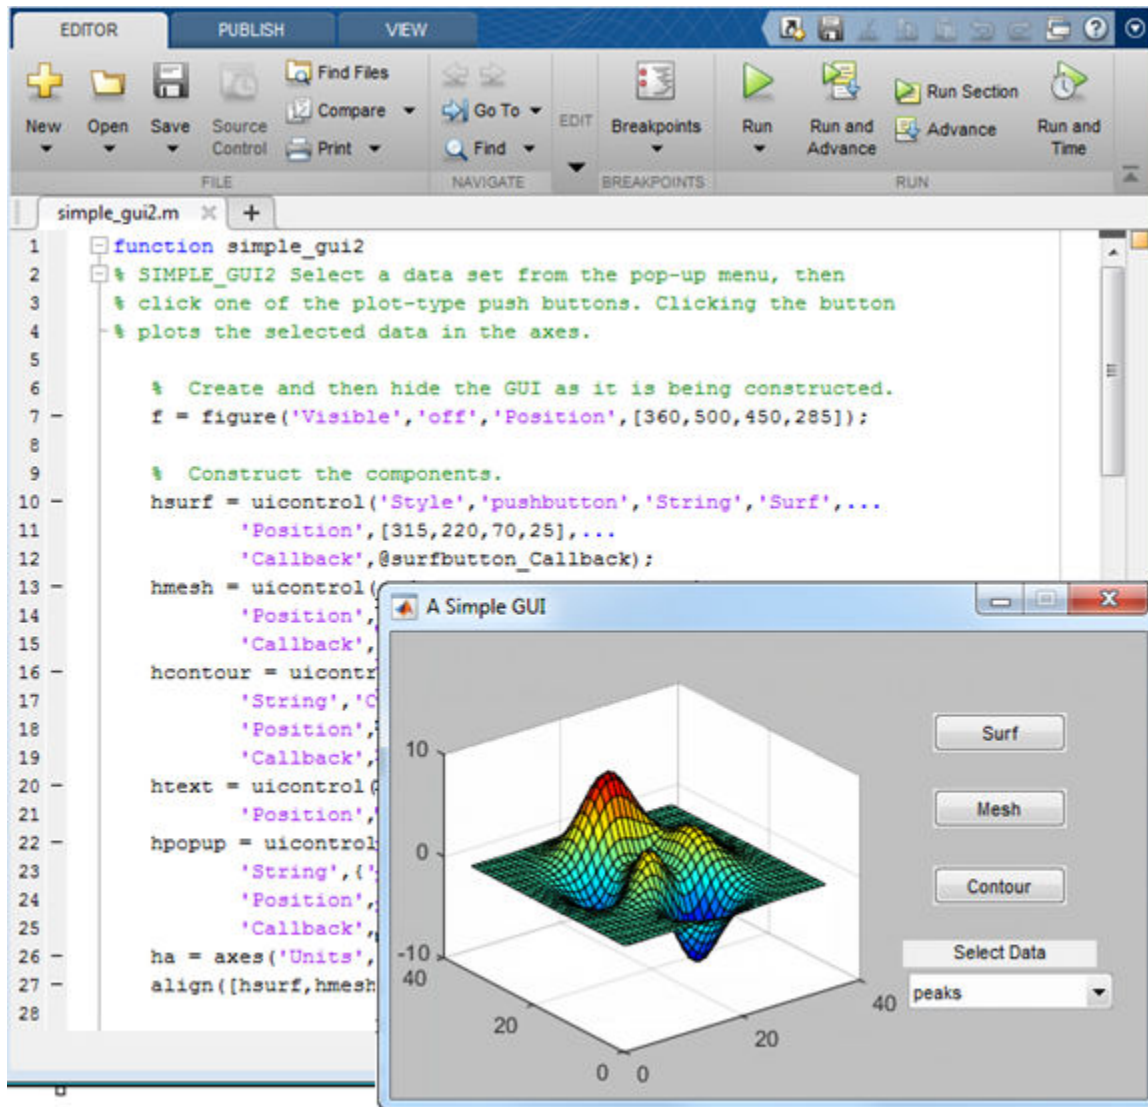 EDITOR PUBLISH VIEW
New
Open
Save
Source Control
Find Files
Compare
Print
FILE
Go To
Find
NAVIGATE
EDIT
Breakpoints
BREAKPOINTS
Run
Run and Advance
Run Section
Advance
Run and Time
RUN
simple_gui2.m
1 function simple_gui2
2 % SIMPLE_GUI2 Select a data set from the pop-up menu, then
3 % click one of the plot-type push buttons. Clicking the button
4 % plots the selected data in the axes.
5
6 % Create and then hide the GUI as it is being constructed.
7 – f = figure('Visible','off','Position',[360,500,450,285]);
8
9 % Construct the components.
10 – hsurf = uicontrol('Style','pushbutton','String','Surf',...
11 'Position',[315,220,70,25],...
12 'Callback',@surfbutton_Callback);
13 – hmesh = uicontrol(
14 'Position',
15 'Callback',
16 – hcontour = uicontr
17 'String','C
18 'Position',
19 'Callback',
20 – htext = uicontrol(
21 'Position',
22 – hpopup = uicontrol
23 'String',{'
24 'Position',
25 'Callback',
26 – ha = axes('Units',
27 – align([hsurf,hmesh
28
A Simple GUI
10
0
-10
40
20
0
0
20
40
Surf
Mesh
Contour
Select Data
peaks